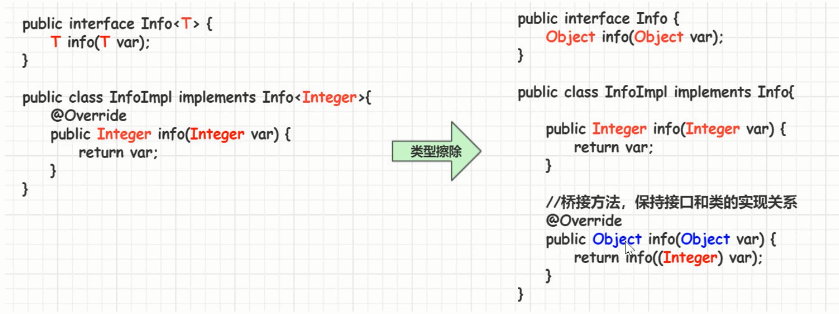 public interface Info<T> {
T info(T var);
}
public class InfoImpl implements Info<Integer>{
@Override
public Integer info(Integer var) {
return var;
}
}
类型擦除
public interface Info {
Object info(Object var);
}
public class InfoImpl implements Info{
public Integer info(Integer var) {
return var;
}
//桥接方法，保持接口和类的实现关系
@Override
public Object info(Object var) {
return info((Integer) var);
}
}